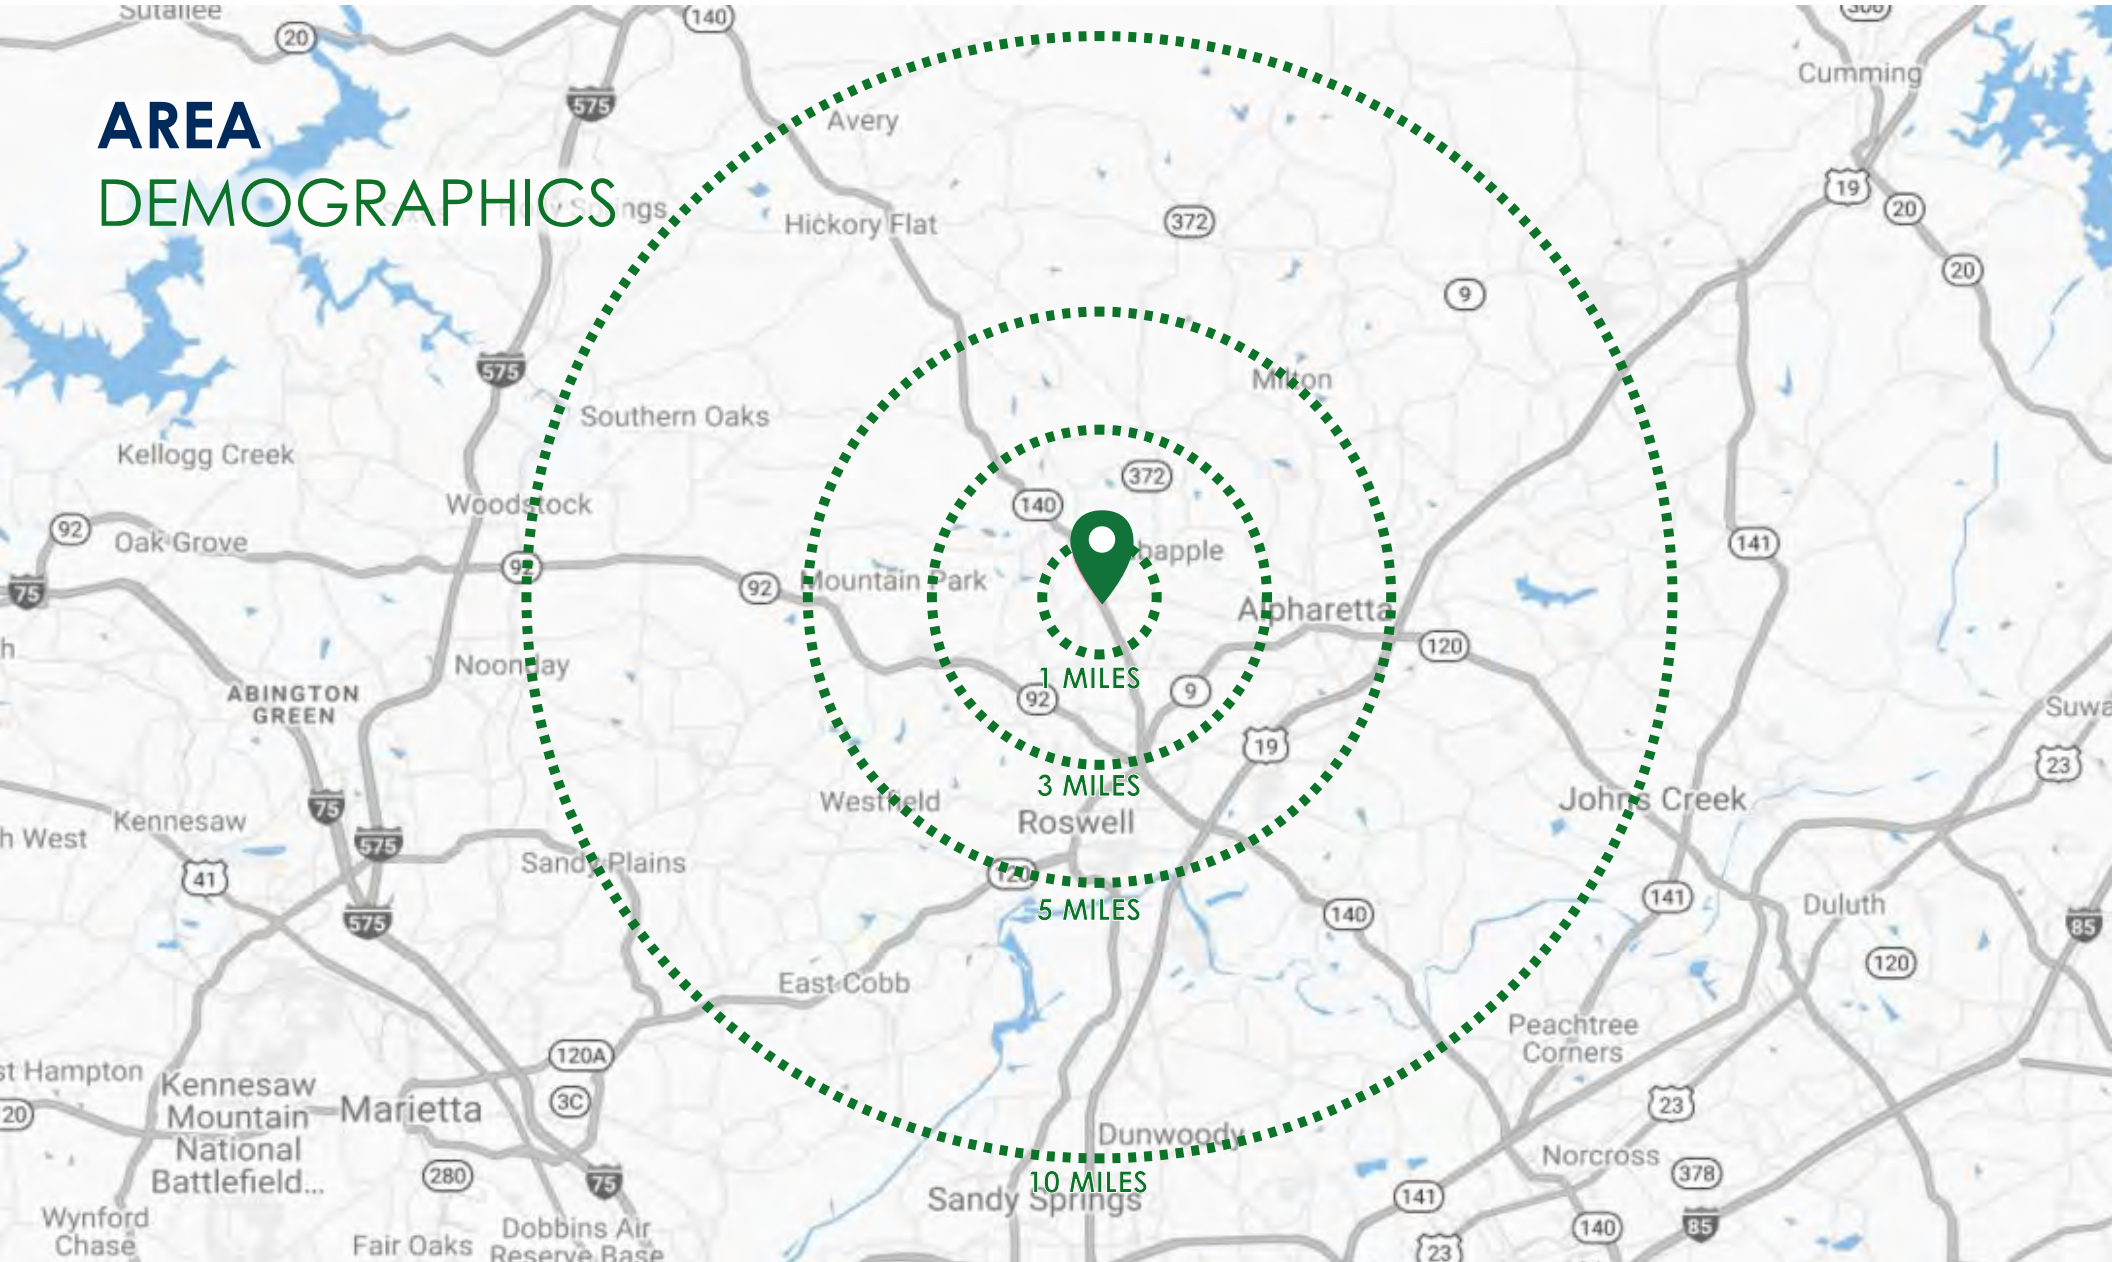 Sutallee
20
140
Cumming
575
AREA
Avery
19
20
DEMOGRAPHICS
Hickory Flat
372
20
9
575
Milton
Southern Oaks
Kellogg Creek
372
Woodstock
140
92
Oak Grove
141
92
75
92
Mountain Park
Alpharetta
120
Noonday
1 MILES
9
92
ABINGTON
GREEN
19
23
3 MILES
Westfield
Johns Creek
75
Kennesaw
Roswell
h West
575
Sandy Plains
41
120
5 MILES
141
Duluth
575
140
85
120
East Cobb
Peachtree
Corners
120A
st Hampton
Kennesaw
Mountain
National
Battlefield...
20
Marietta
3C
23
Dunwoody
Norcross
280
75
378
10 MILES
Sandy Springs
141
Wynford
Chase
Fair Oaks
Dobbins Air
Reserve Base
140
85
23